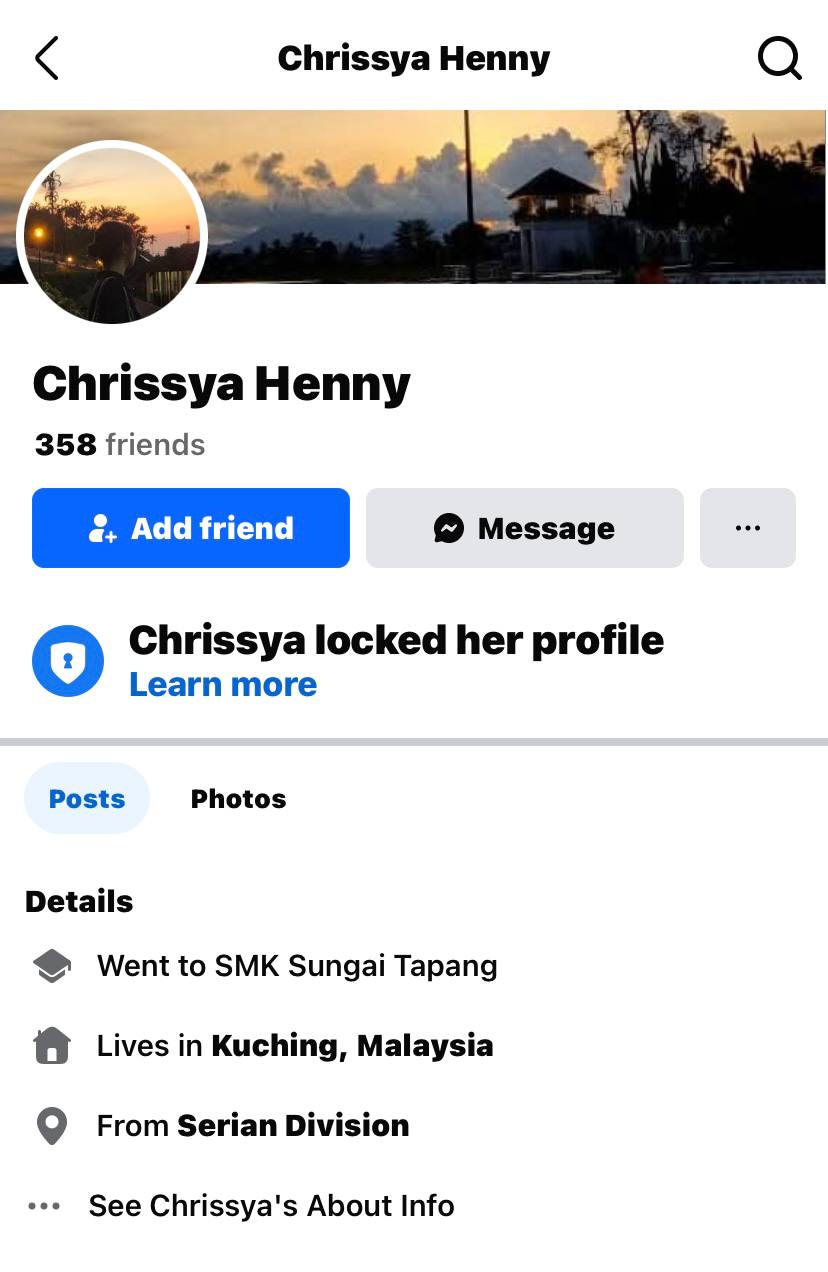 Chrissya Henny
Chrissya Henny
358 friends
Add friend
Message
Chrissya locked her profile
Learn more
Posts
Photos
Details
Went to SMK Sungai Tapang
Lives in Kuching, Malaysia
From Serian Division
See Chrissya's About Info